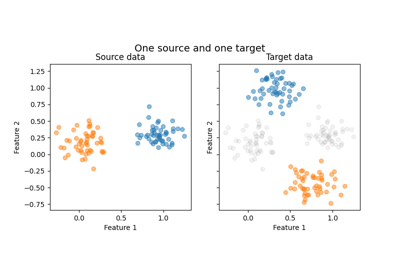 One source and one target
Source data
Target data
1.25
1.00
0.75
0.50
0.25
0.00
−0.25
−0.50
−0.75
Feature 2
Feature 2
0.0 0.5 1.0
0.0 0.5 1.0
Feature 1
Feature 1